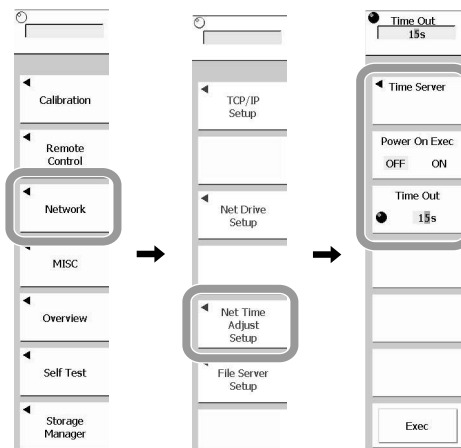 Calibration
Remote
Control
Network
MISC
Overview
Self Test
Storage
Manager
TCP/IP
Setup
Net Drive
Setup
Net Time
Adjust
Setup
File Server
Setup
Time Out
15s
Time Server
Power On Exec
OFF ON
Time Out
15s
Exec